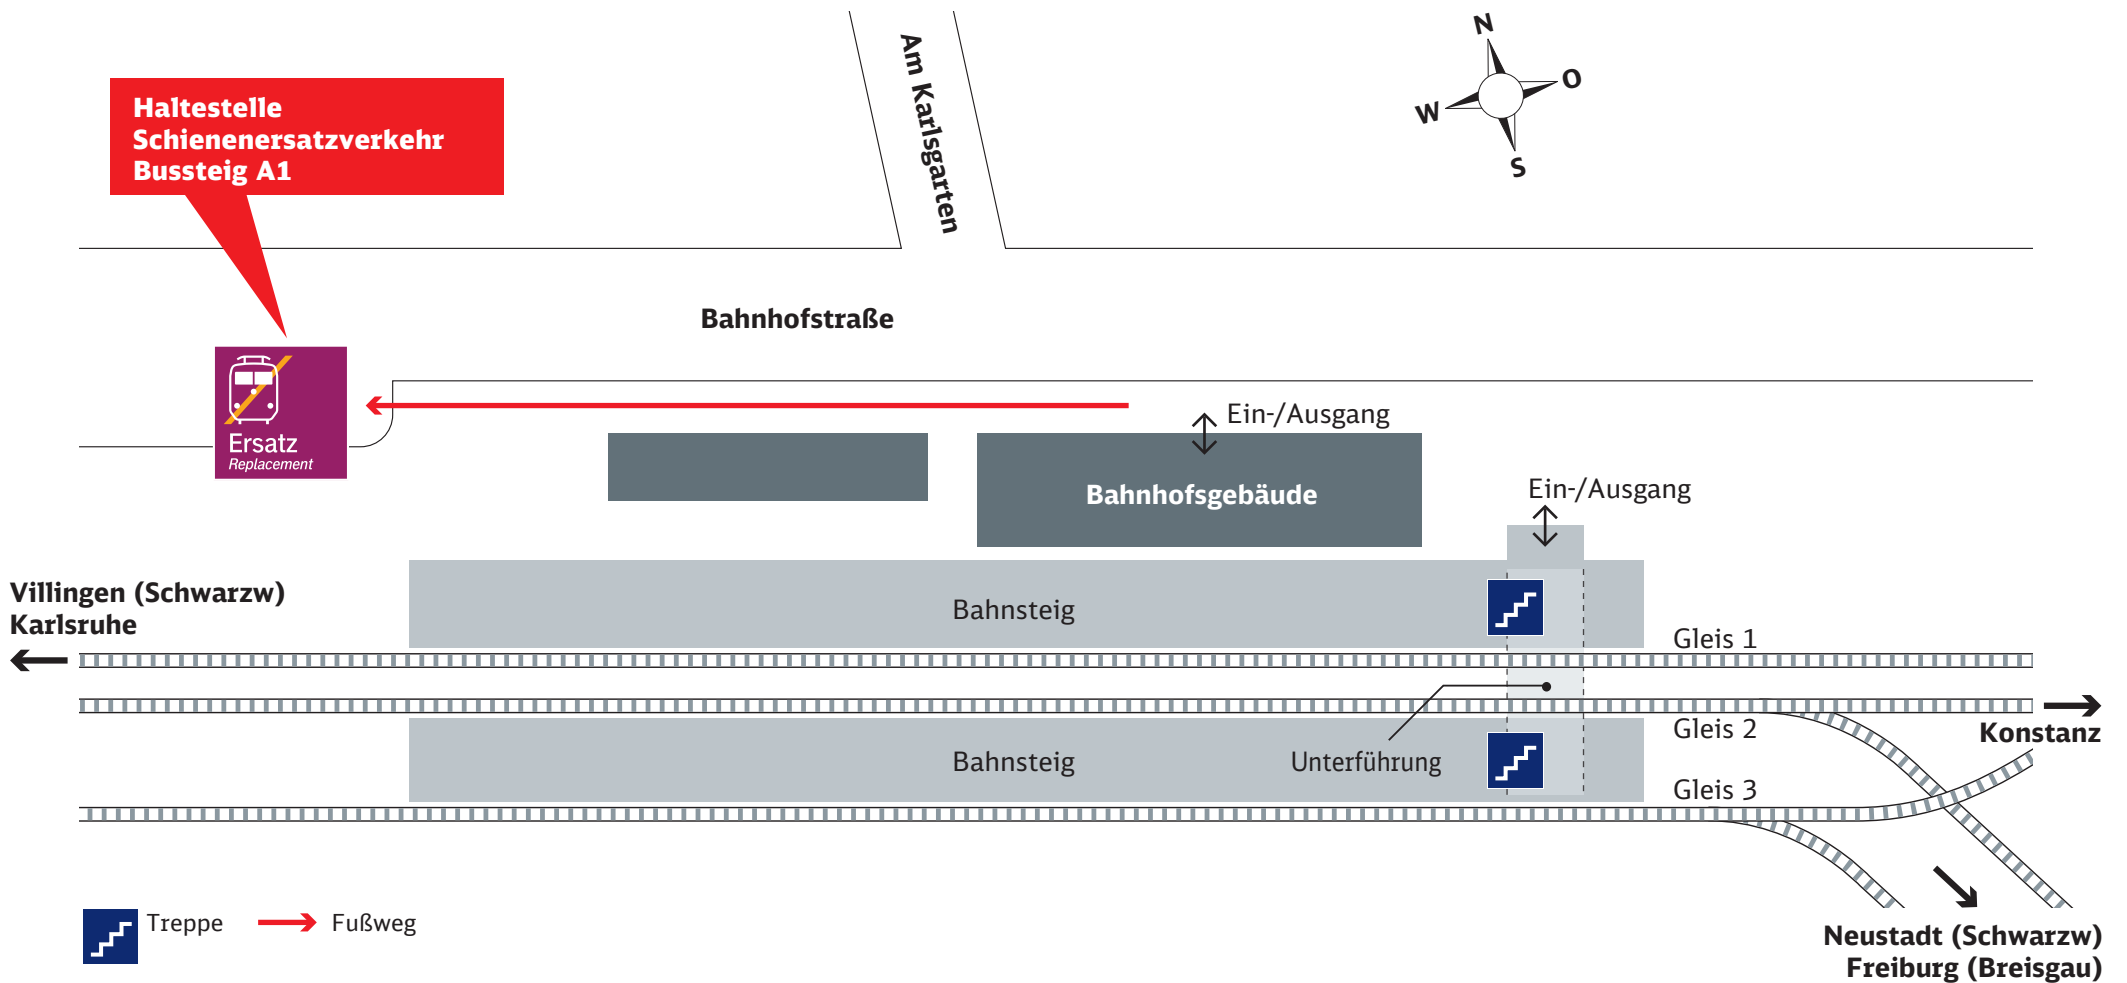 Am Karlsgarten
N
O
W
S
Haltestelle
Schienenersatzverkehr
Bussteig A1
Bahnhofstraße
Ersatz
Replacement
Ein-/Ausgang
Bahnhofsgebäude
Ein-/Ausgang
Villingen (Schwarzw)
Karlsruhe
Bahnsteig
Gleis 1
Gleis 2
Konstanz
Bahnsteig
Unterführung
Gleis 3
Treppe
Fußweg
Neustadt (Schwarzw)
Freiburg (Breisgau)